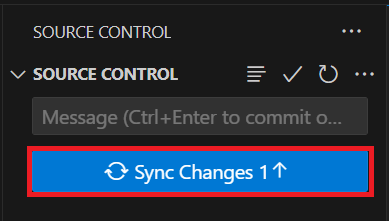 SOURCE CONTROL
SOURCE CONTROL
Message (Ctrl+Enter to commit o...
Sync Changes 1↑